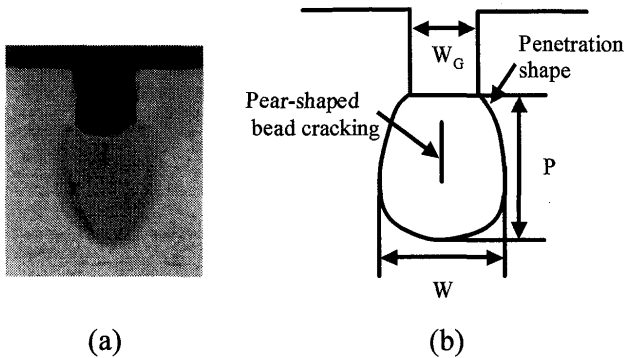 W_G
Penetration
shape
Pear-shaped
bead cracking
P
W
(a)
(b)